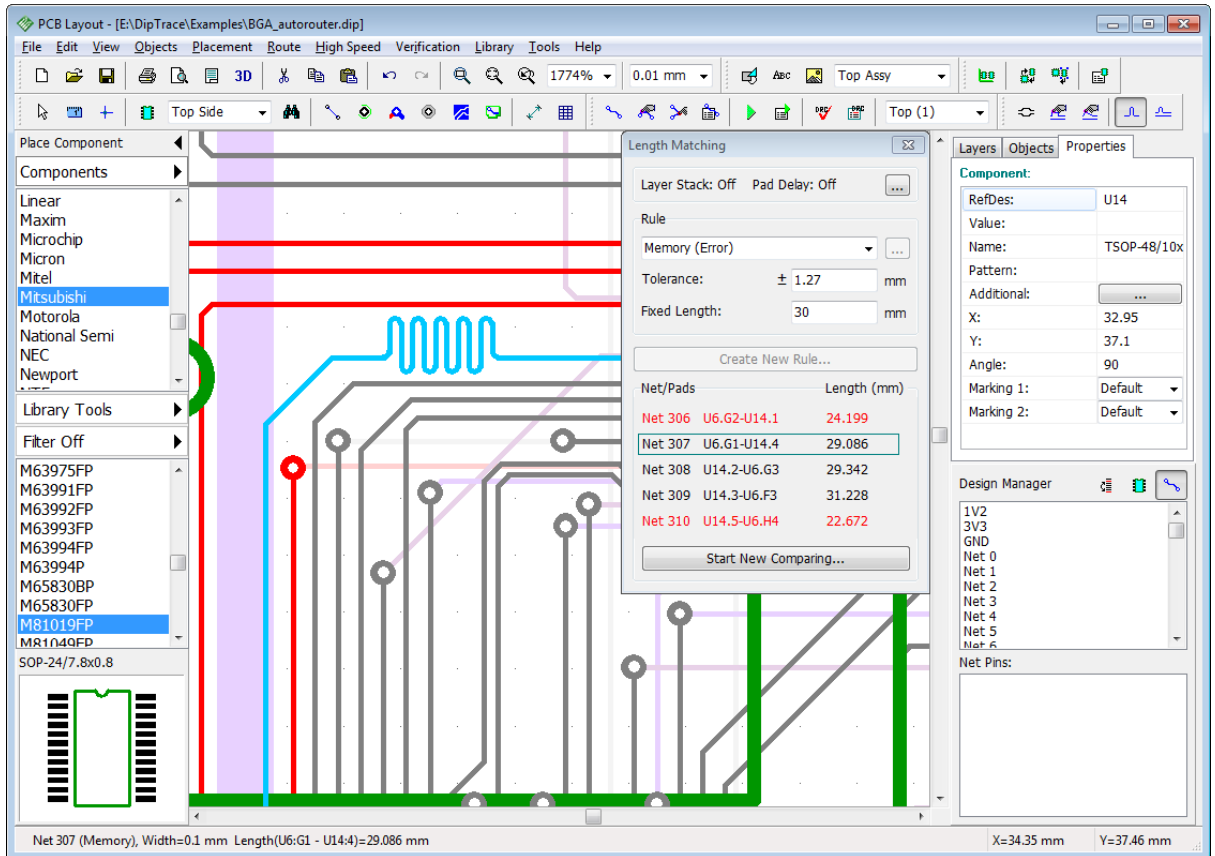 PCB Layout - [E:\DipTrace\Examples\BGA_autorouter.dip]
File Edit View Objects Placement Route High Speed Verification Library Tools Help
3D 1774% 0.01 mm ABC Top Assy
Top Side DRC DRC Top (1)
Place Component
Components
Linear
Maxim
Microchip
Micron
Mitel
Mitsubishi
Motorola
National Semi
NEC
Newport
Library Tools
Filter Off
M63975FP
M63991FP
M63992FP
M63993FP
M63994FP
M63994P
M65830BP
M65830FP
M81019FP
M81049FP
SOP-24/7.8x0.8
Length Matching
Layer Stack: Off Pad Delay: Off ...
Rule
Memory (Error) ...
Tolerance: ± 1.27 mm
Fixed Length: 30 mm
Create New Rule...
Net/Pads Length (mm)
Net 306 U6.G2-U14.1 24.199
Net 307 U6.G1-U14.4 29.086
Net 308 U14.2-U6.G3 29.342
Net 309 U14.3-U6.F3 31.228
Net 310 U14.5-U6.H4 22.672
Start New Comparing...
Layers Objects Properties
Component:
RefDes: U14
Value:
Name: TSOP-48/10x
Pattern:
Additional: ...
X: 32.95
Y: 37.1
Angle: 90
Marking 1: Default
Marking 2: Default
Design Manager
1V2
3V3
GND
Net 0
Net 1
Net 2
Net 3
Net 4
Net 5
Net 6
Net Pins:
Net 307 (Memory), Width=0.1 mm Length(U6:G1 - U14:4)=29.086 mm X=34.35 mm Y=37.46 mm